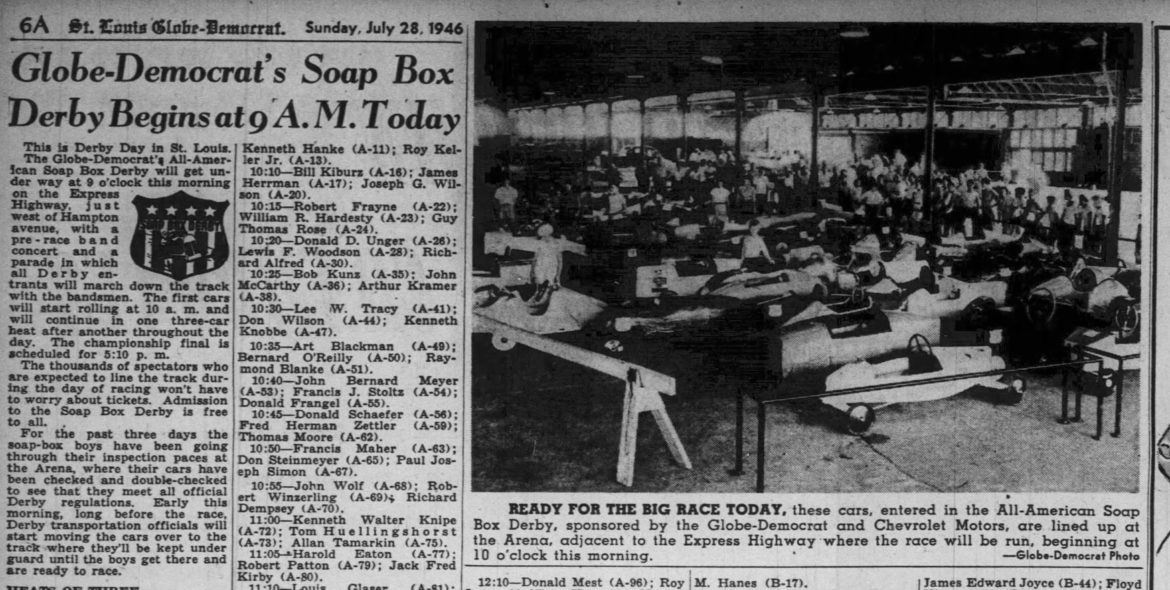 6A St. Louis Globe-Democrat. Sunday, July 28, 1946
Globe-Democrat's Soap Box
Derby Begins at 9 A. M. Today
This is Derby Day in St. Louis.
The Globe-Democrat's All-Amer-
ican Soap Box Derby will get un-
der way at 9 o'clock this morning
on the Express
Highway, just
west of Hampton
avenue, with a
pre-race band
concert and a
parade in which
all Derby en-
trants will march down the track
with the bandsmen. The first cars
will start rolling at 10 a. m. and
will continue in one three-car
heat after another throughout the
day. The championship final is
scheduled for 5:10 p. m.
The thousands of spectators who
are expected to line the track dur-
ing the day of racing won't have
to worry about tickets. Admission
to the Soap Box Derby is free
to all.
For the past three days the
soap-box boys have been going
through their inspection paces at
the Arena, where their cars have
been checked and double-checked
to see that they meet all official
Derby regulations. Early this
morning, long before the race,
Derby transportation officials will
start moving the cars over to the
track where they'll be kept under
guard until the boys get there and
are ready to race.
HEATS OF THREE
SOAP BOX DERBY
Kenneth Hanke (A-11); Roy Kel-
ler Jr. (A-13).
10:10—Bill Kiburz (A-16); James
Herrman (A-17); Joseph G. Wil-
son (A-20).
10:15—Robert Frayne (A-22);
William R. Hardesty (A-23); Guy
Thomas Rose (A-24).
10:20—Donald D. Unger (A-26);
Lewis F. Woodson (A-28); Rich-
ard Alfred (A-30).
10:25—Bob Kunz (A-35); John
McCarthy (A-36); Arthur Kramer
(A-38).
10:30—Lee W. Tracy (A-41);
Don Wilson (A-44); Kenneth
Knobbe (A-47).
10:35—Art Blackman (A-49);
Bernard O'Reilly (A-50); Ray-
mond Blanke (A-51).
10:40—John Bernard Meyer
(A-53); Francis J. Stoltz (A-54);
Donald Frangel (A-55).
10:45—Donald Schaefer (A-56);
Fred Herman Zettler (A-59);
Thomas Moore (A-62).
10:50—Francis Maher (A-63);
Don Steinmeyer (A-65); Paul Jos-
eph Simon (A-67).
10:55—John Wolf (A-68); Rob-
ert Winzerling (A-69); Richard
Dempsey (A-70).
11:00—Kenneth Walter Knipe
(A-72); Tom Huellingshorst
(A-73); Allan Tamarkin (A-75).
11:05—Harold Eaton (A-77);
Robert Patton (A-79); Jack Fred
Kirby (A-80).
11:10—Louis Glaser (A-81);
READY FOR THE BIG RACE TODAY, these cars, entered in the All-American Soap
Box Derby, sponsored by the Globe-Democrat and Chevrolet Motors, are lined up at
the Arena, adjacent to the Express Highway where the race will be run, beginning at
10 o'clock this morning. —Globe-Democrat Photo
12:10—Donald Mest (A-96); Roy
M. Hanes (B-17).
James Edward Joyce (B-44); Floyd